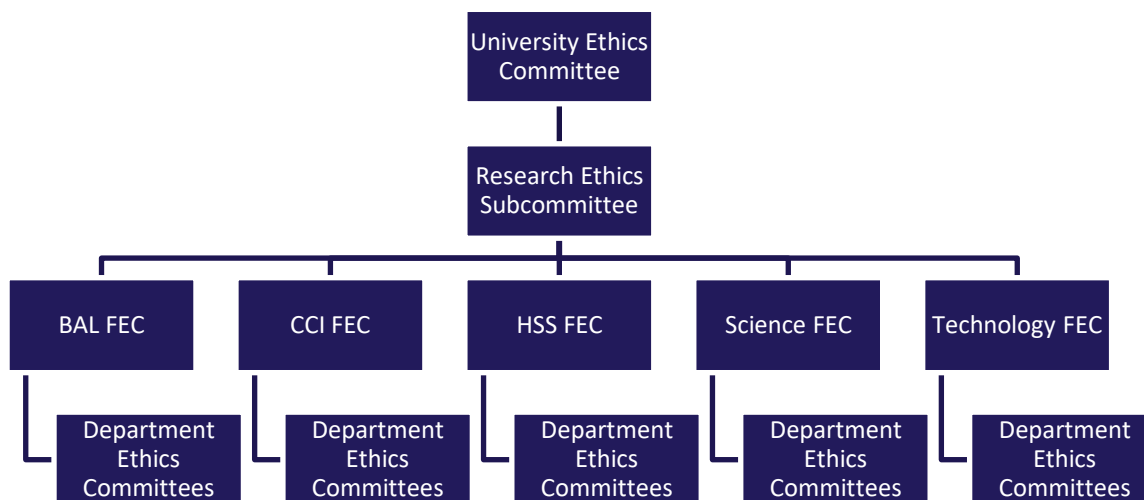 University Ethics
Committee
Research Ethics
Subcommittee
BAL FEC
CCI FEC
HSS FEC
Science FEC
Technology FEC
Department
Ethics
Committees
Department
Ethics
Committees
Department
Ethics
Committees
Department
Ethics
Committees
Department
Ethics
Committees